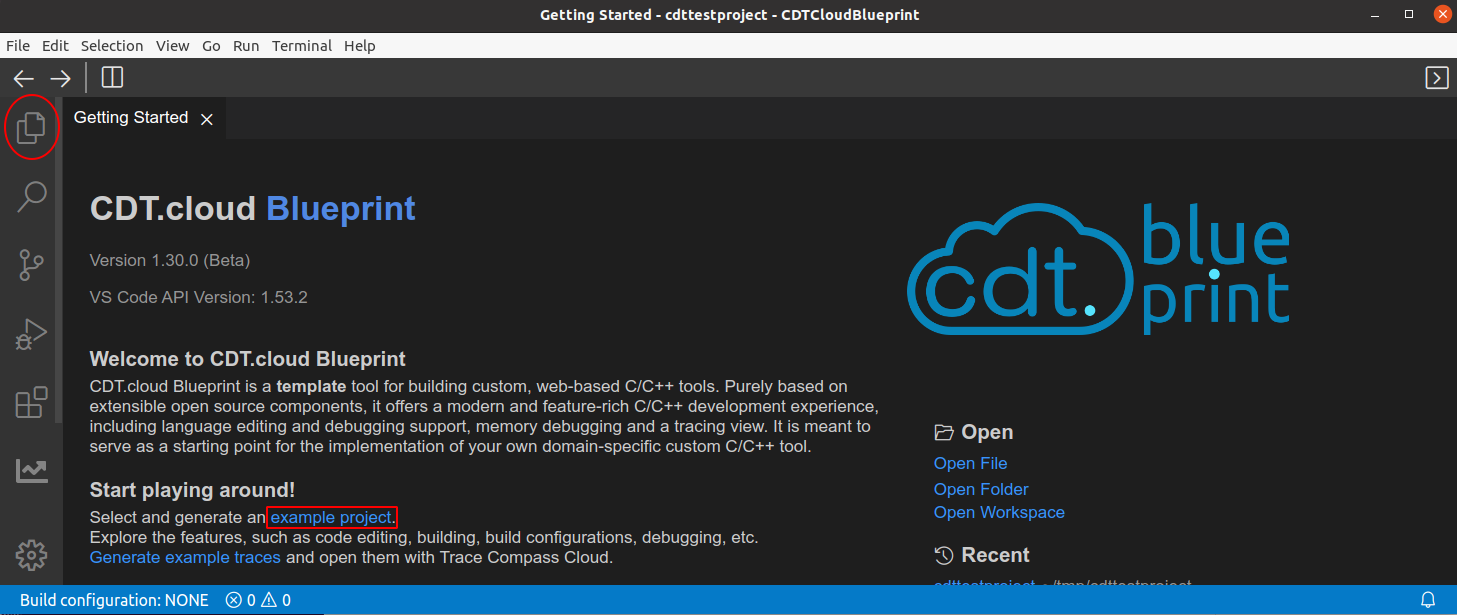 Getting Started - cdttestproject - CDTCloudBlueprint
File Edit Selection View Go Run Terminal Help
Getting Started
CDT.cloud Blueprint
Version 1.30.0 (Beta)
VS Code API Version: 1.53.2
Welcome to CDT.cloud Blueprint
CDT.cloud Blueprint is a template tool for building custom, web-based C/C++ tools. Purely based on
extensible open source components, it offers a modern and feature-rich C/C++ development experience,
including language editing and debugging support, memory debugging and a tracing view. It is meant to
serve as a starting point for the implementation of your own domain-specific custom C/C++ tool.
Start playing around!
Select and generate an example project.
Explore the features, such as code editing, building, build configurations, debugging, etc.
Generate example traces and open them with Trace Compass Cloud.
cdt.
blue
print
Open
Open File
Open Folder
Open Workspace
Recent
cdttestproject ~/tmp/cdttestproject
Build configuration: NONE 0 0